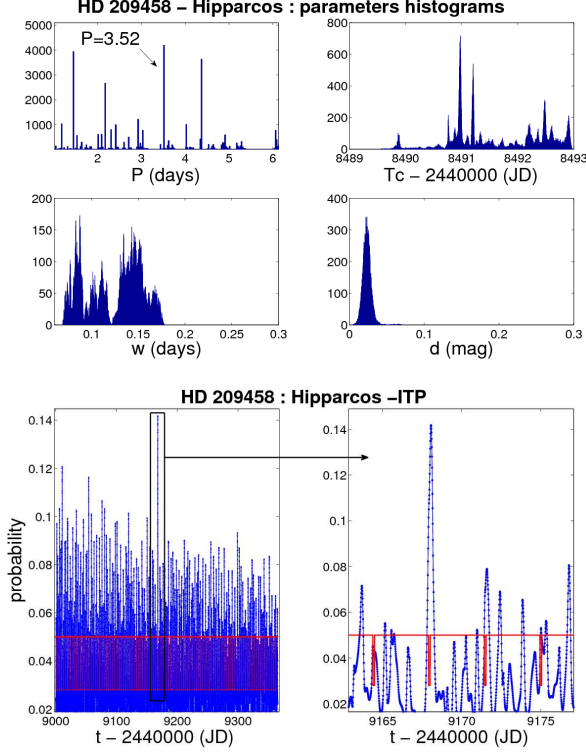 HD 209458 – Hipparcos : parameters histograms
5000
4000
3000
2000
1000
0
P=3.52
2 3 4 5 6
P (days)
800
600
400
200
0
8489 8490 8491 8492 8493
Tc – 2440000 (JD)
200
150
100
50
0
0.1 0.15 0.2 0.25 0.3
w (days)
400
300
200
100
0
0 0.1 0.2 0.3
d (mag)
HD 209458 : Hipparcos –ITP
0.14
0.12
0.1
0.08
0.06
0.04
0.02
probability
9000 9100 9200 9300
t – 2440000 (JD)
0.14
0.12
0.1
0.08
0.06
0.04
0.02
9165 9170 9175
t – 2440000 (JD)